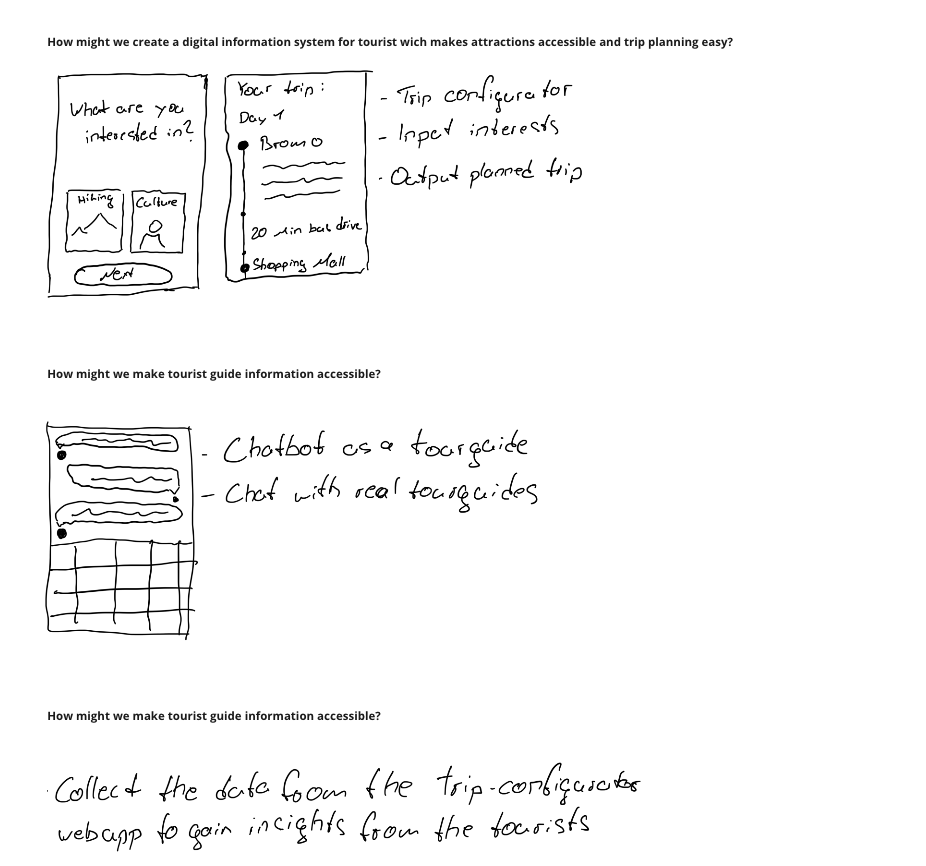 How might we create a digital information system for tourist wich makes attractions accessible and trip planning easy?
What are you
interested in?
Hiking
Culture
Next
Your trip:
Day 1
Bromo
20 Min bus drive
Shopping Mall
- Trip configurator
- Input interests
- Output planned trip
How might we make tourist guide information accessible?
- Chatbot as a tourguide
- Chat with real tourguides
How might we make tourist guide information accessible?
Collect the data from the trip-configurator
webapp to gain incights from the tourists